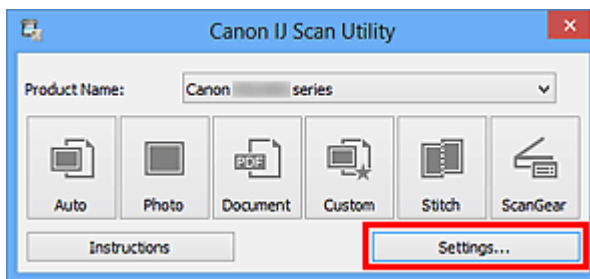 Canon IJ Scan Utility
Product Name: Canon series
PDF
Auto Photo Document Custom Stitch ScanGear
Instructions Settings...